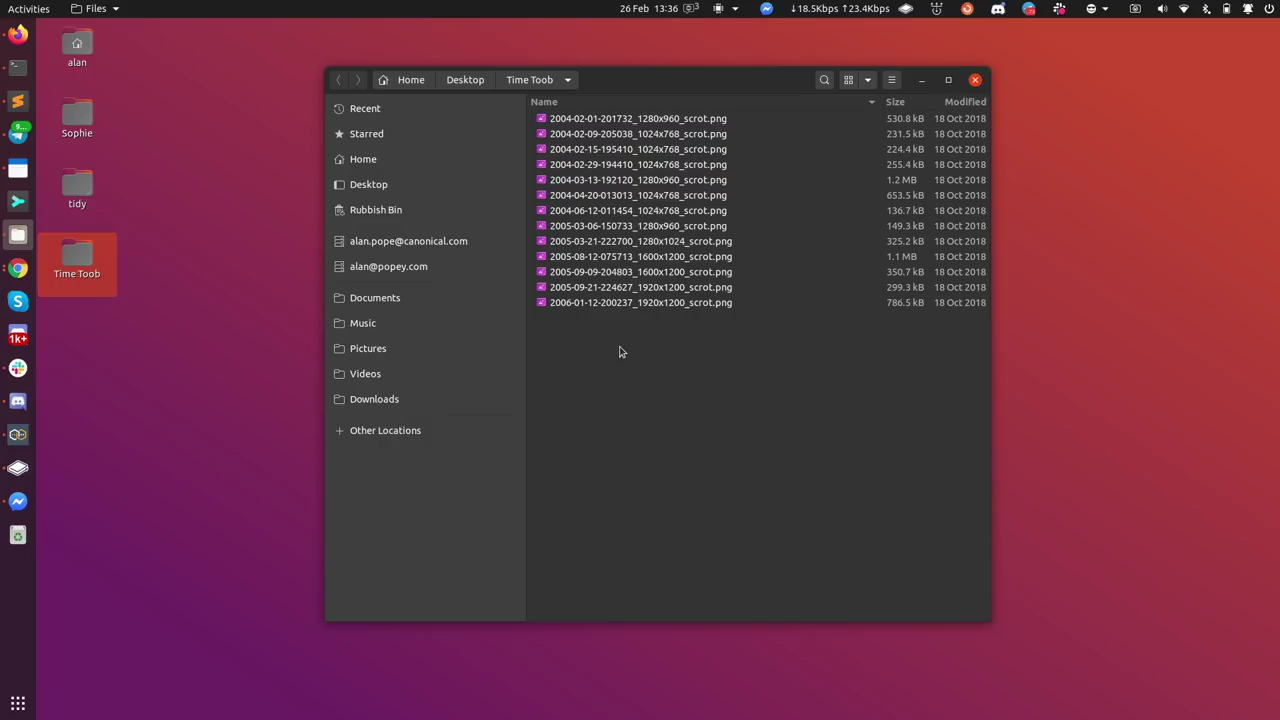 Activities
Files
26 Feb 13:36
3
↓18.5Kbps ↑23.4Kbps
alan
Sophie
tidy
Time Toob
9...
1k+
Home
Desktop
Time Toob
Recent
Starred
Home
Desktop
Rubbish Bin
alan.pope@canonical.com
alan@popey.com
Documents
Music
Pictures
Videos
Downloads
Other Locations
Name Size Modified
2004-02-01-201732_1280x960_scrot.png 530.8 kB 18 Oct 2018
2004-02-09-205038_1024x768_scrot.png 231.5 kB 18 Oct 2018
2004-02-15-195410_1024x768_scrot.png 224.4 kB 18 Oct 2018
2004-02-29-194410_1024x768_scrot.png 255.4 kB 18 Oct 2018
2004-03-13-192120_1280x960_scrot.png 1.2 MB 18 Oct 2018
2004-04-20-013013_1024x768_scrot.png 653.5 kB 18 Oct 2018
2004-06-12-011454_1024x768_scrot.png 136.7 kB 18 Oct 2018
2005-03-06-150733_1280x960_scrot.png 149.3 kB 18 Oct 2018
2005-03-21-222700_1280x1024_scrot.png 325.2 kB 18 Oct 2018
2005-08-12-075713_1600x1200_scrot.png 1.1 MB 18 Oct 2018
2005-09-09-204803_1600x1200_scrot.png 350.7 kB 18 Oct 2018
2005-09-21-224627_1920x1200_scrot.png 299.3 kB 18 Oct 2018
2006-01-12-200237_1920x1200_scrot.png 786.5 kB 18 Oct 2018